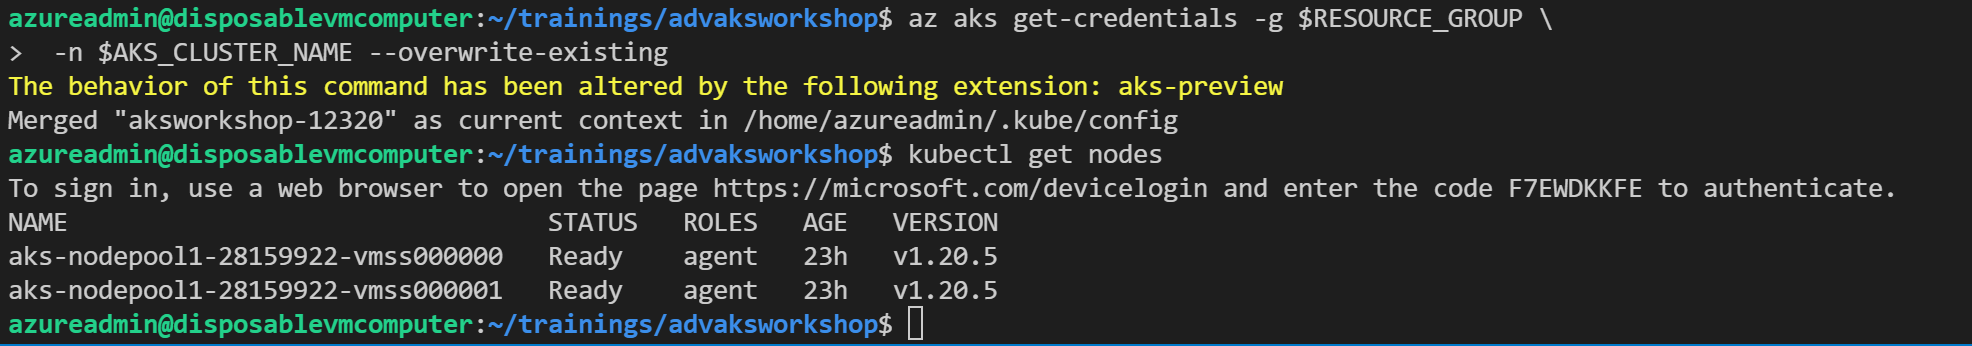 azureadmin@disposablevmcomputer:~/trainings/advaksworkshop$ az aks get-credentials -g $RESOURCE_GROUP \
>  -n $AKS_CLUSTER_NAME --overwrite-existing
The behavior of this command has been altered by the following extension: aks-preview
Merged "aksworkshop-12320" as current context in /home/azureadmin/.kube/config
azureadmin@disposablevmcomputer:~/trainings/advaksworkshop$ kubectl get nodes
To sign in, use a web browser to open the page https://microsoft.com/devicelogin and enter the code F7EWDKKFE to authenticate.
NAME                                STATUS   ROLES   AGE   VERSION
aks-nodepool1-28159922-vmss000000   Ready    agent   23h   v1.20.5
aks-nodepool1-28159922-vmss000001   Ready    agent   23h   v1.20.5
azureadmin@disposablevmcomputer:~/trainings/advaksworkshop$